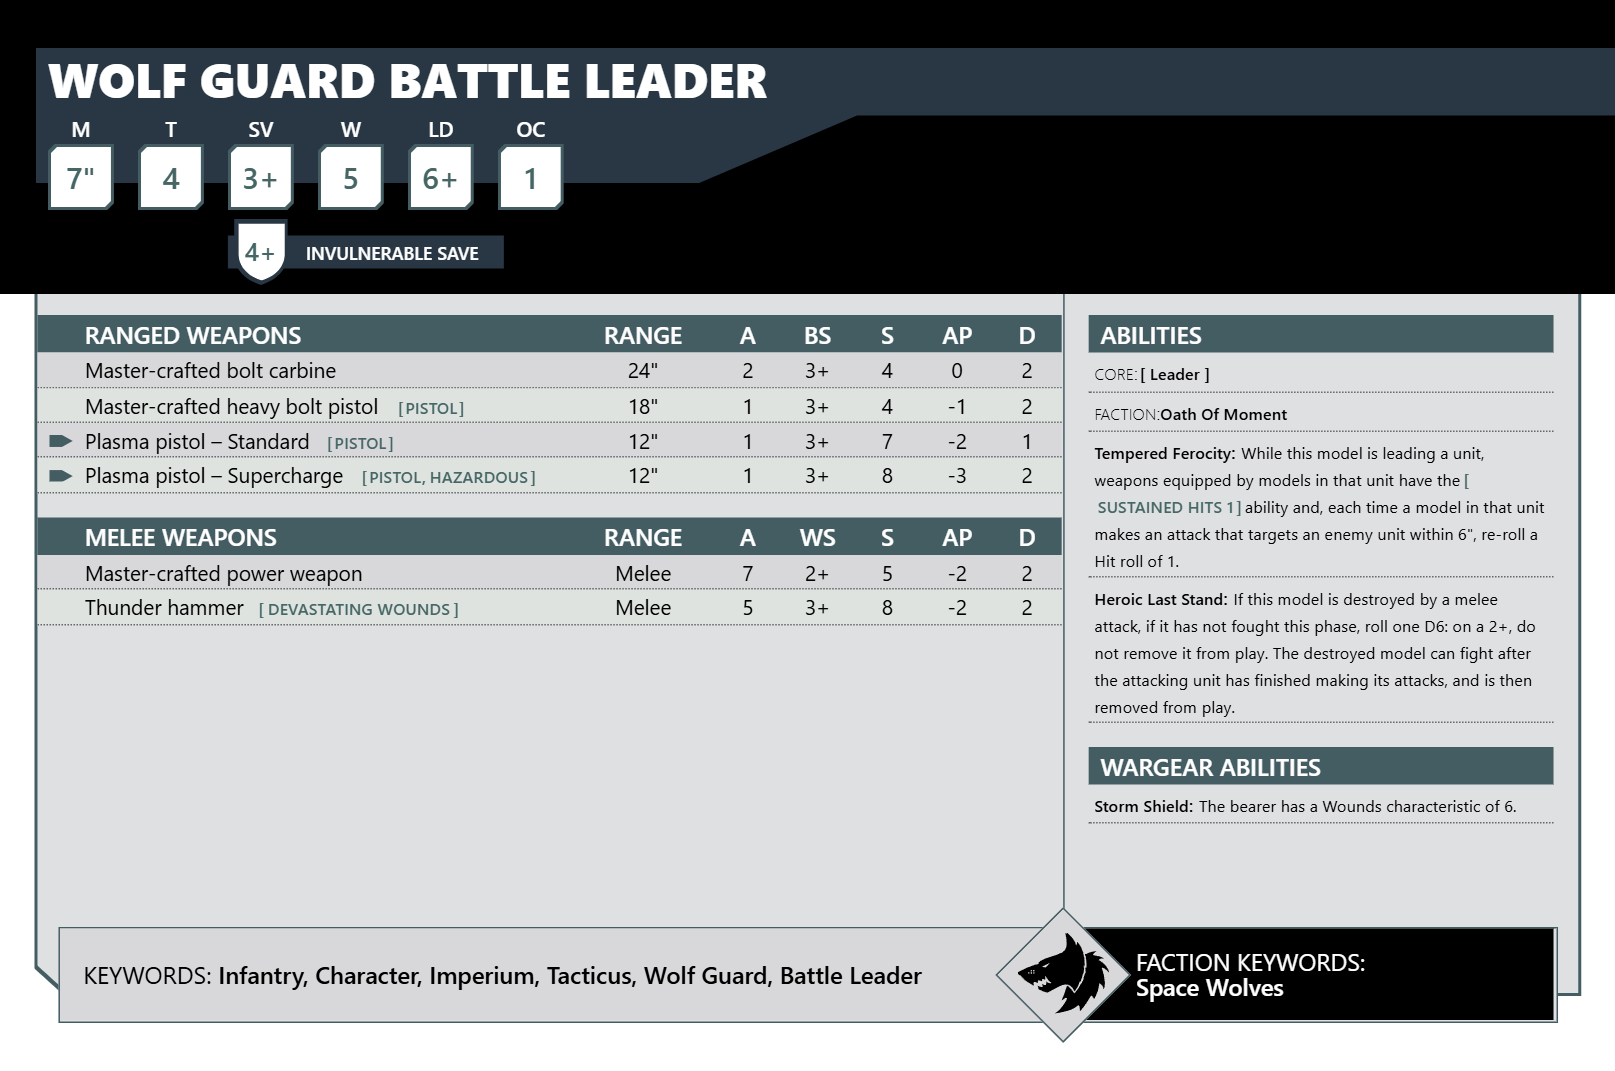 WOLF GUARD BATTLE LEADER
M T SV W LD OC
7" 4 3+ 5 6+ 1
4+ INVULNERABLE SAVE
RANGED WEAPONS RANGE A BS S AP D
Master-crafted bolt carbine 24" 2 3+ 4 0 2
Master-crafted heavy bolt pistol [PISTOL] 18" 1 3+ 4 -1 2
Plasma pistol – Standard [PISTOL] 12" 1 3+ 7 -2 1
Plasma pistol – Supercharge [PISTOL, HAZARDOUS] 12" 1 3+ 8 -3 2
MELEE WEAPONS RANGE A WS S AP D
Master-crafted power weapon Melee 7 2+ 5 -2 2
Thunder hammer [ DEVASTATING WOUNDS ] Melee 5 3+ 8 -2 2
ABILITIES
CORE: [ Leader ]
FACTION:Oath Of Moment
Tempered Ferocity: While this model is leading a unit,
weapons equipped by models in that unit have the [
SUSTAINED HITS 1] ability and, each time a model in that unit
makes an attack that targets an enemy unit within 6", re-roll a
Hit roll of 1.
Heroic Last Stand: If this model is destroyed by a melee
attack, if it has not fought this phase, roll one D6: on a 2+, do
not remove it from play. The destroyed model can fight after
the attacking unit has finished making its attacks, and is then
removed from play.
WARGEAR ABILITIES
Storm Shield: The bearer has a Wounds characteristic of 6.
KEYWORDS: Infantry, Character, Imperium, Tacticus, Wolf Guard, Battle Leader
FACTION KEYWORDS:
Space Wolves